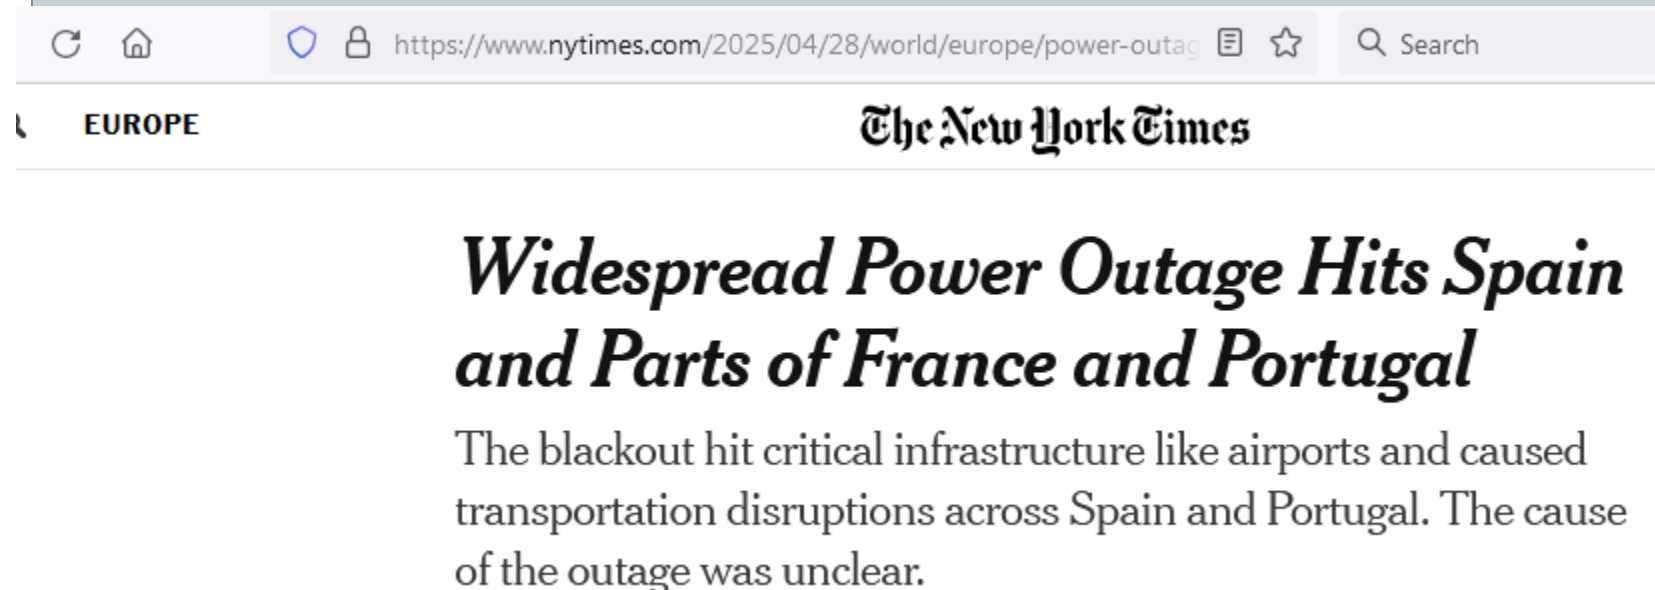 https://www.nytimes.com/2025/04/28/world/europe/power-outag
Search
EUROPE
The New York Times
Widespread Power Outage Hits Spain
and Parts of France and Portugal
The blackout hit critical infrastructure like airports and caused
transportation disruptions across Spain and Portugal. The cause
of the outage was unclear.